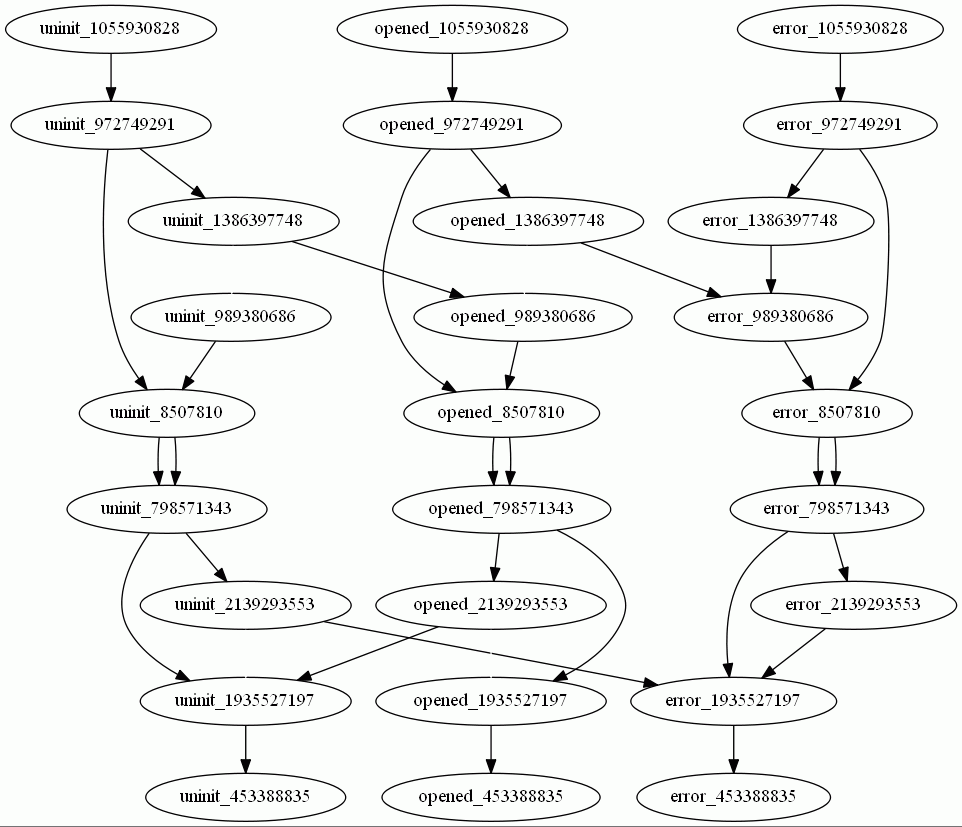 uninit_1055930828
opened_1055930828
error_1055930828
uninit_972749291
opened_972749291
error_972749291
uninit_1386397748
opened_1386397748
error_1386397748
uninit_989380686
opened_989380686
error_989380686
uninit_8507810
opened_8507810
error_8507810
uninit_798571343
opened_798571343
error_798571343
uninit_2139293553
opened_2139293553
error_2139293553
uninit_1935527197
opened_1935527197
error_1935527197
uninit_453388835
opened_453388835
error_453388835